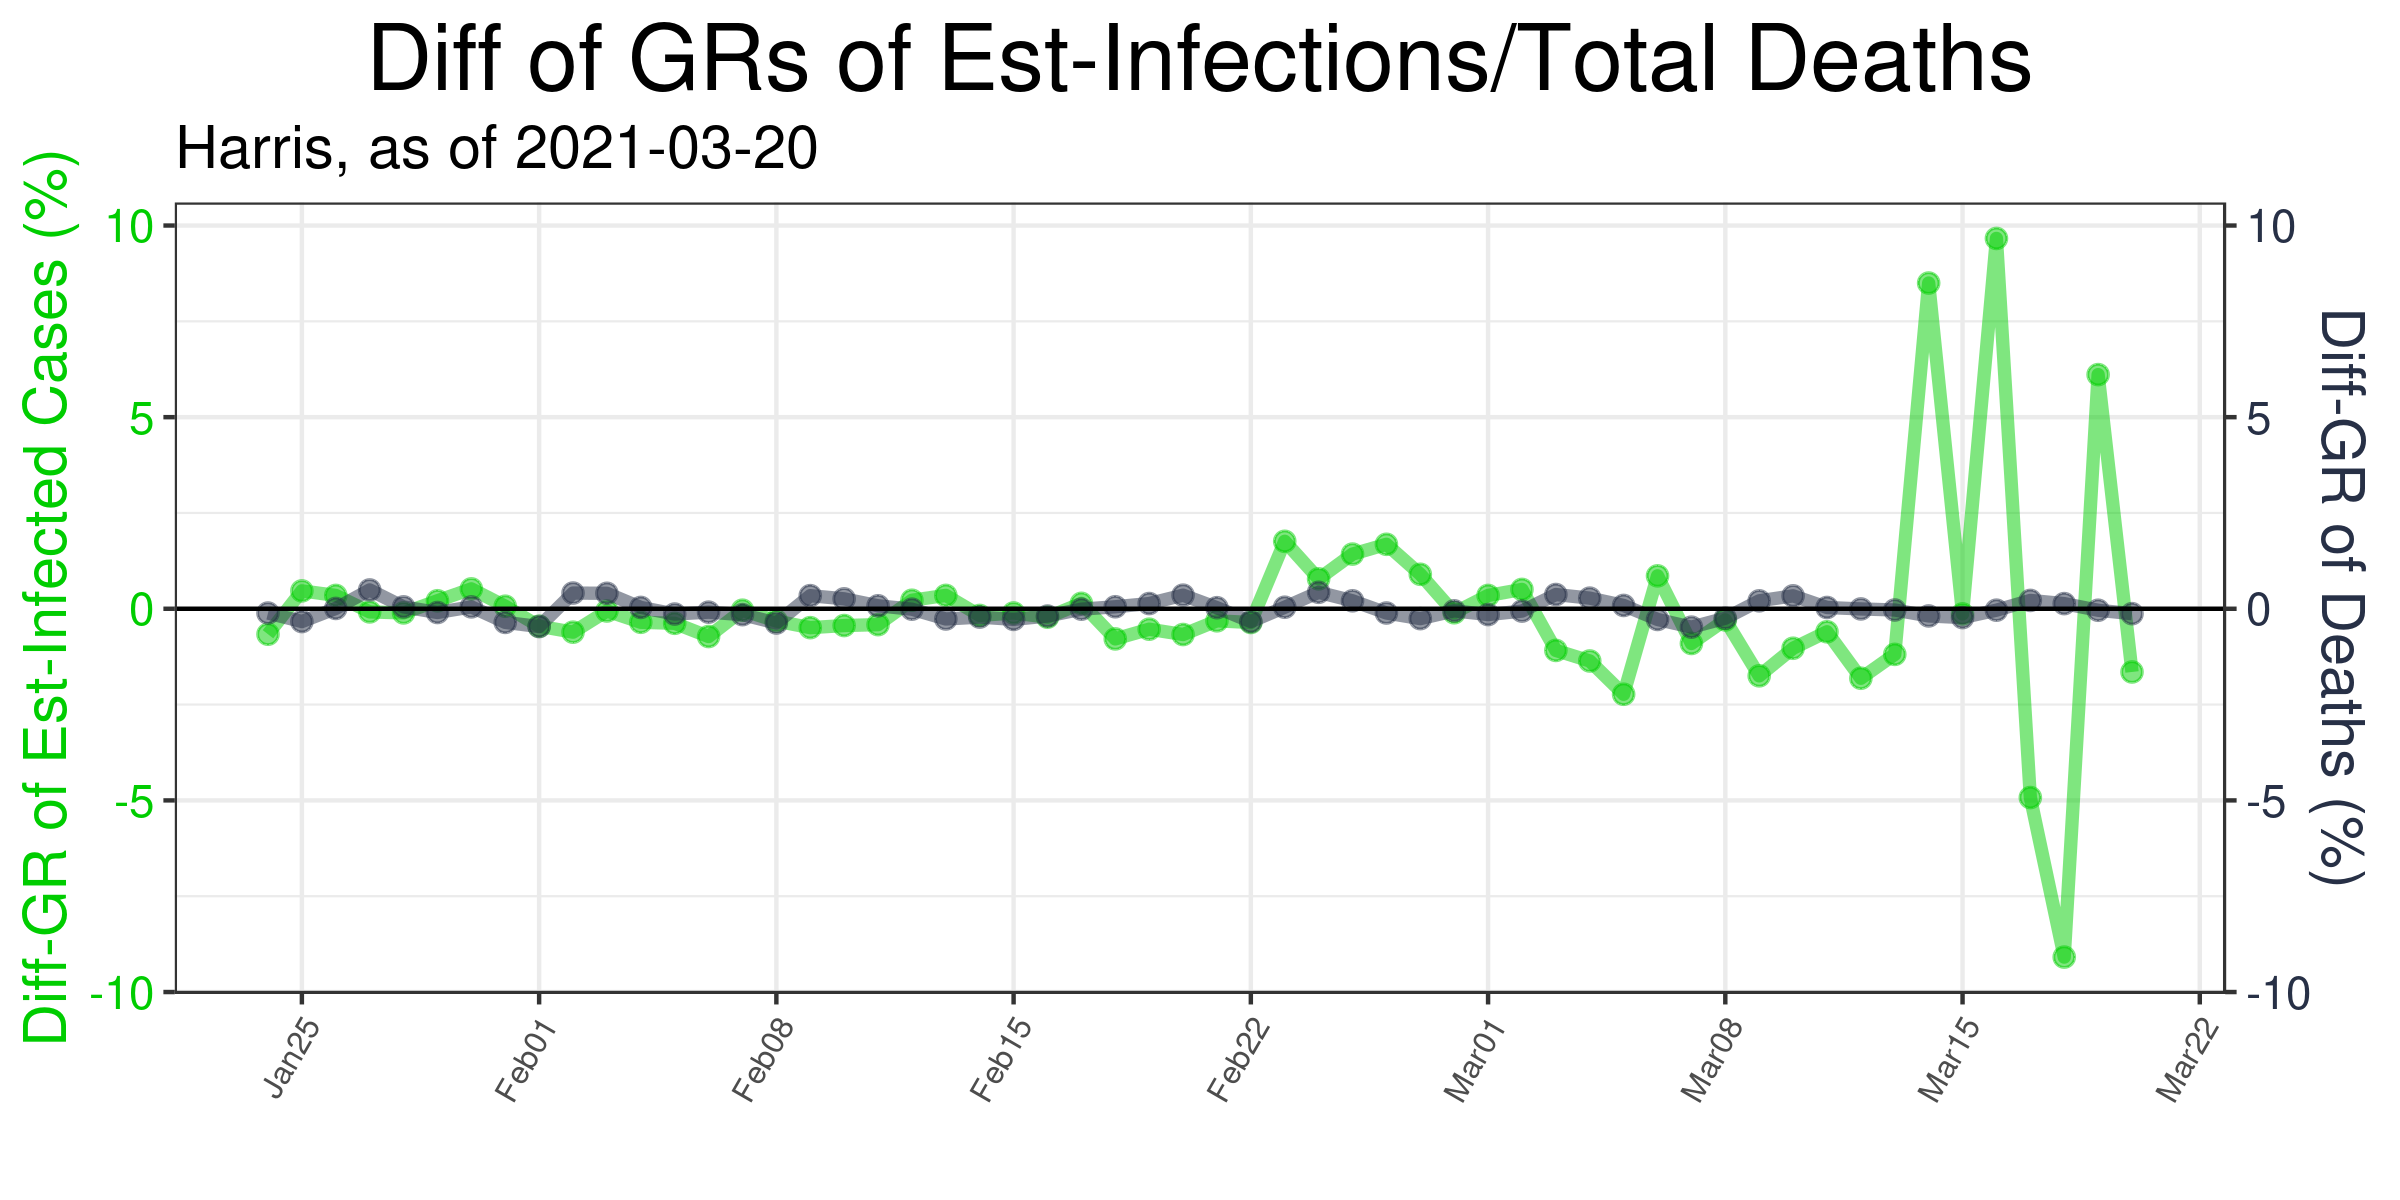 Diff of GRs of Est-Infections/Total Deaths
Harris, as of 2021-03-20
Diff-GR of Est-Infected Cases (%)
10
5
0
-5
-10
10
5
0
-5
-10
Diff-GR of Deaths (%)
Jan25
Feb01
Feb08
Feb15
Feb22
Mar01
Mar08
Mar15
Mar22